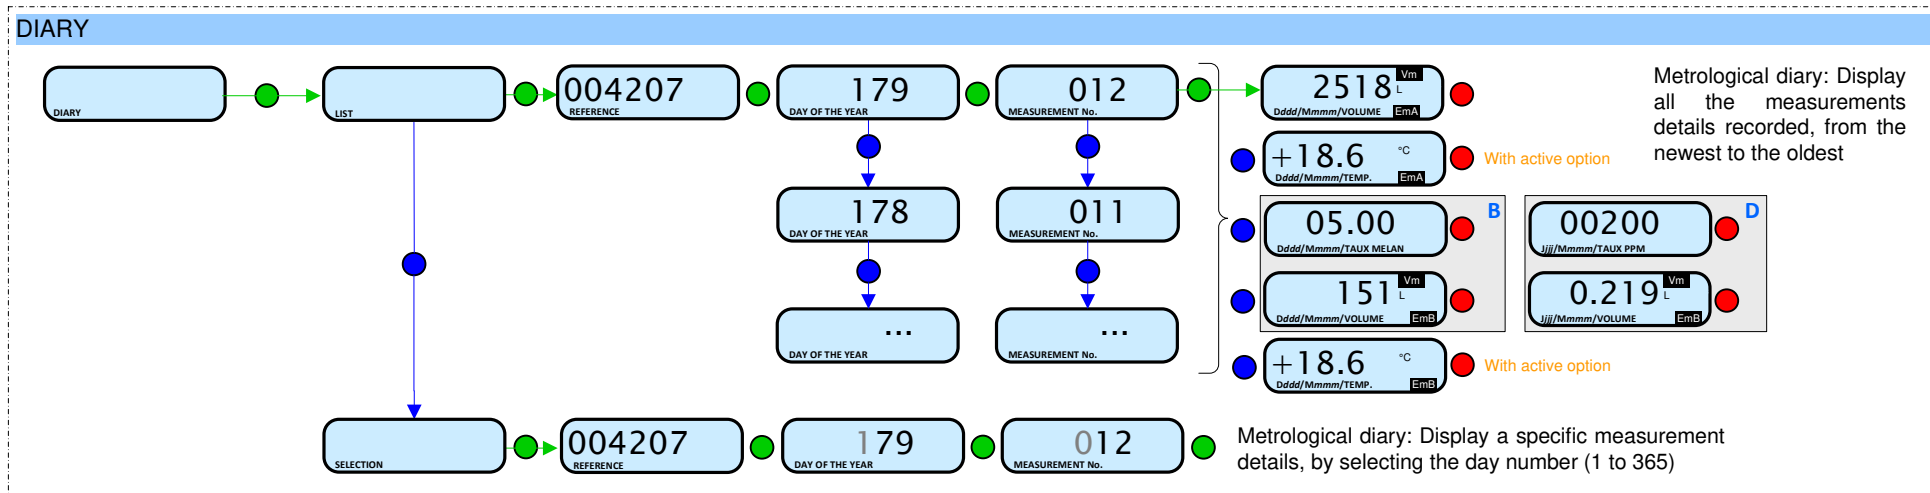 DIARY
DIARY
LIST
004207
REFERENCE
179
DAY OF THE YEAR
012
MEASUREMENT No.
2518 Vm
L
Dddd/Mmmm/VOLUME EmA
Metrological diary: Display
all the measurements
details recorded, from the
newest to the oldest
+18.6 °C
Dddd/Mmmm/TEMP. EmA
With active option
178
DAY OF THE YEAR
011
MEASUREMENT No.
05.00
Dddd/Mmmm/TAUX MELAN
B
00200
Jjjj/Mmmm/TAUX PPM
D
151 Vm
L
Dddd/Mmmm/VOLUME EmB
0.219 Vm
L
Jjjj/Mmmm/VOLUME EmB
...
DAY OF THE YEAR
...
MEASUREMENT No.
+18.6 °C
Dddd/Mmmm/TEMP. EmB
With active option
SELECTION
004207
REFERENCE
179
DAY OF THE YEAR
012
MEASUREMENT No.
Metrological diary: Display a specific measurement
details, by selecting the day number (1 to 365)